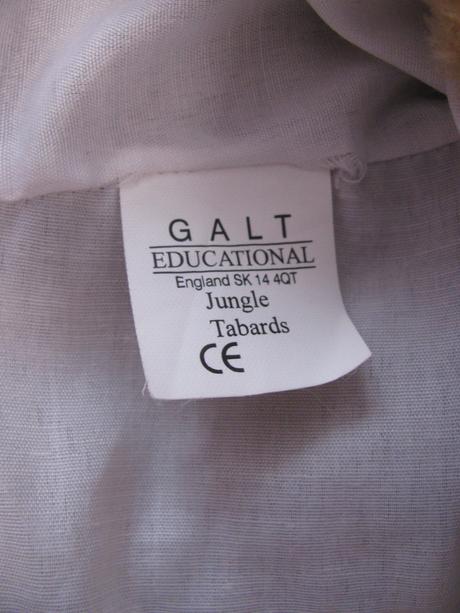 GALT
EDUCATIONAL
England SK 14 4QT
Jungle
Tabards
CE